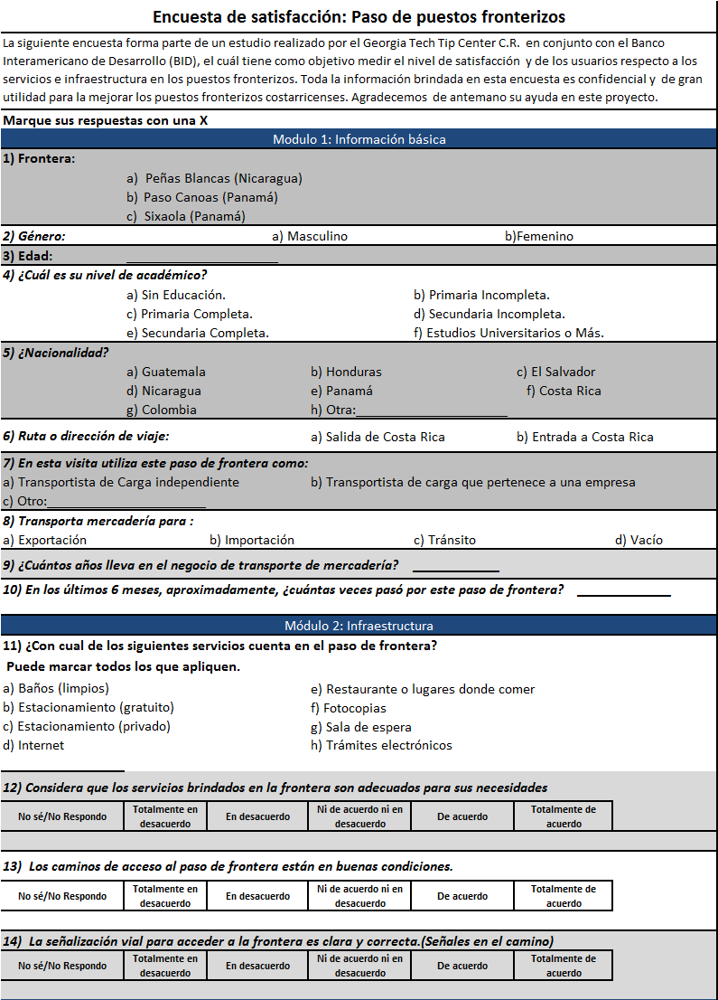 Encuesta de satisfacción: Paso de puestos fronterizos
La siguiente encuesta forma parte de un estudio realizado por el Georgia Tech Tip Center C.R. en conjunto con el Banco
Interamericano de Desarrollo (BID), el cuál tiene como objetivo medir el nivel de satisfacción y de los usuarios respecto a los
servicios e infraestructura en los puestos fronterizos. Toda la información brindada en esta encuesta es confidencial y de gran
utilidad para la mejorar los puestos fronterizos costarricenses. Agradecemos de antemano su ayuda en este proyecto.
Marque sus respuestas con una X
Modulo 1: Información básica
1) Frontera:
a) Peñas Blancas (Nicaragua)
b) Paso Canoas (Panamá)
c) Sixaola (Panamá)
2) Género: a) Masculino b)Femenino
3) Edad: ____________________
4) ¿Cuál es su nivel de académico?
a) Sin Educación. b) Primaria Incompleta.
c) Primaria Completa. d) Secundaria Incompleta.
e) Secundaria Completa. f) Estudios Universitarios o Más.
5) ¿Nacionalidad?
a) Guatemala b) Honduras c) El Salvador
d) Nicaragua e) Panamá f) Costa Rica
g) Colombia h) Otra:____________________
6) Ruta o dirección de viaje: a) Salida de Costa Rica b) Entrada a Costa Rica
7) En esta visita utiliza este paso de frontera como:
a) Transportista de Carga independiente b) Transportista de carga que pertenece a una empresa
c) Otro:____________________
8) Transporta mercadería para :
a) Exportación b) Importación c) Tránsito d) Vacío
9) ¿Cuántos años lleva en el negocio de transporte de mercadería? ____________
10) En los últimos 6 meses, aproximadamente, ¿cuántas veces pasó por este paso de frontera? ____________
Módulo 2: Infraestructura
11) ¿Con cual de los siguientes servicios cuenta en el paso de frontera?
Puede marcar todos los que apliquen.
a) Baños (limpios) e) Restaurante o lugares donde comer
b) Estacionamiento (gratuito) f) Fotocopias
c) Estacionamiento (privado) g) Sala de espera
d) Internet h) Trámites electrónicos
12) Considera que los servicios brindados en la frontera son adecuados para sus necesidades
No sé/No Respondo Totalmente en desacuerdo En desacuerdo Ni de acuerdo ni en desacuerdo De acuerdo Totalmente de acuerdo
13) Los caminos de acceso al paso de frontera están en buenas condiciones.
No sé/No Respondo Totalmente en desacuerdo En desacuerdo Ni de acuerdo ni en desacuerdo De acuerdo Totalmente de acuerdo
14) La señalización vial para acceder a la frontera es clara y correcta.(Señales en el camino)
No sé/No Respondo Totalmente en desacuerdo En desacuerdo Ni de acuerdo ni en desacuerdo De acuerdo Totalmente de acuerdo